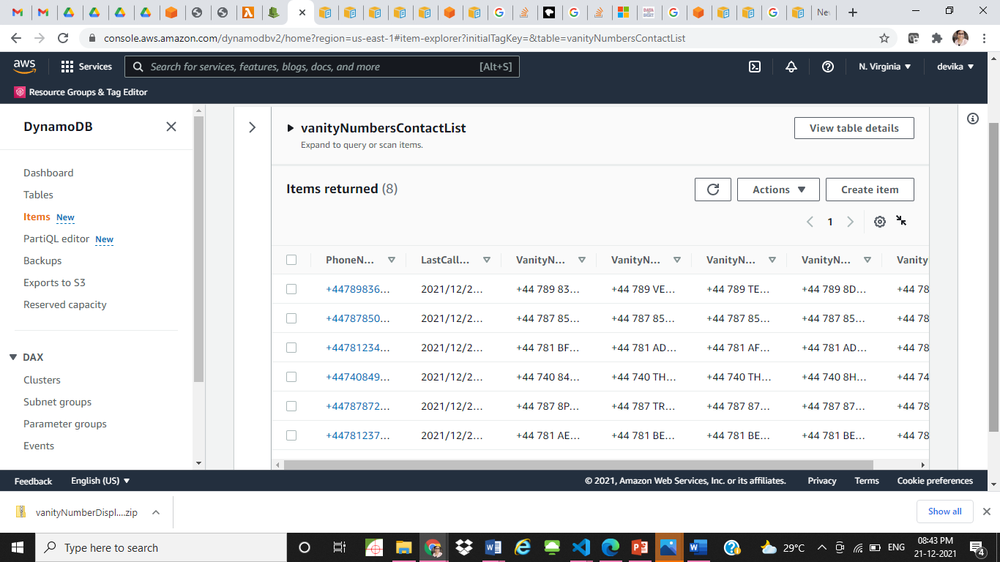 New
console.aws.amazon.com/dynamodbv2/home?region=us-east-1#item-explorer?initialTagKey=&table=vanityNumbersContactList
aws
Services
Search for services, features, blogs, docs, and more
[Alt+S]
N. Virginia
devika
Resource Groups & Tag Editor
DynamoDB
Dashboard
Tables
Items New
PartiQL editor New
Backups
Exports to S3
Reserved capacity
DAX
Clusters
Subnet groups
Parameter groups
Events
vanityNumbersContactList
Expand to query or scan items.
View table details
Items returned (8)
Actions
Create item
1
PhoneN... LastCall... VanityN... VanityN... VanityN... VanityN... Vanity
+44789836... 2021/12/2... +44 789 83... +44 789 VE... +44 789 TE... +44 789 8D... +44 78
+44787850... 2021/12/2... +44 787 85... +44 787 85... +44 787 85... +44 787 85... +44 78
+44781234... 2021/12/2... +44 781 BF... +44 781 AD... +44 781 AF... +44 781 AD... +44 78
+44740849... 2021/12/2... +44 740 84... +44 740 TH... +44 740 TH... +44 740 8H... +44 74
+44787872... 2021/12/2... +44 787 8P... +44 787 TR... +44 787 87... +44 787 87... +44 78
+44781237... 2021/12/2... +44 781 AE... +44 781 BE... +44 781 BE... +44 781 BE... +44 78
Feedback
English (US)
© 2021, Amazon Web Services, Inc. or its affiliates.
Privacy
Terms
Cookie preferences
vanityNumberDispl....zip
Show all
Type here to search
29°C
ENG
08:43 PM
21-12-2021
4